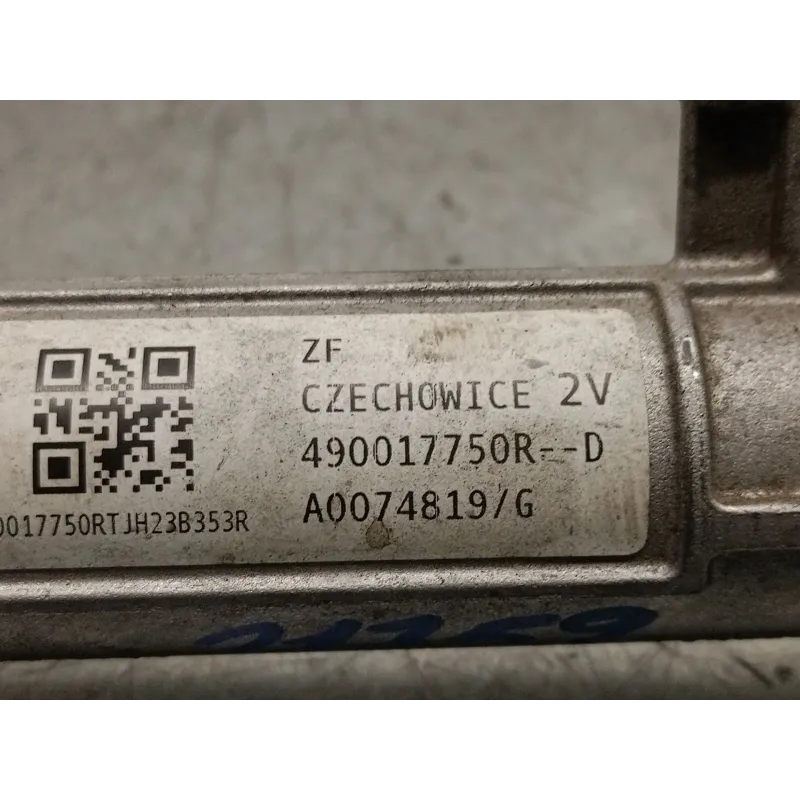 ZF
CZECHOWICE 2V
490017750R--D
A0074819/G
0017750RTJH23B353R